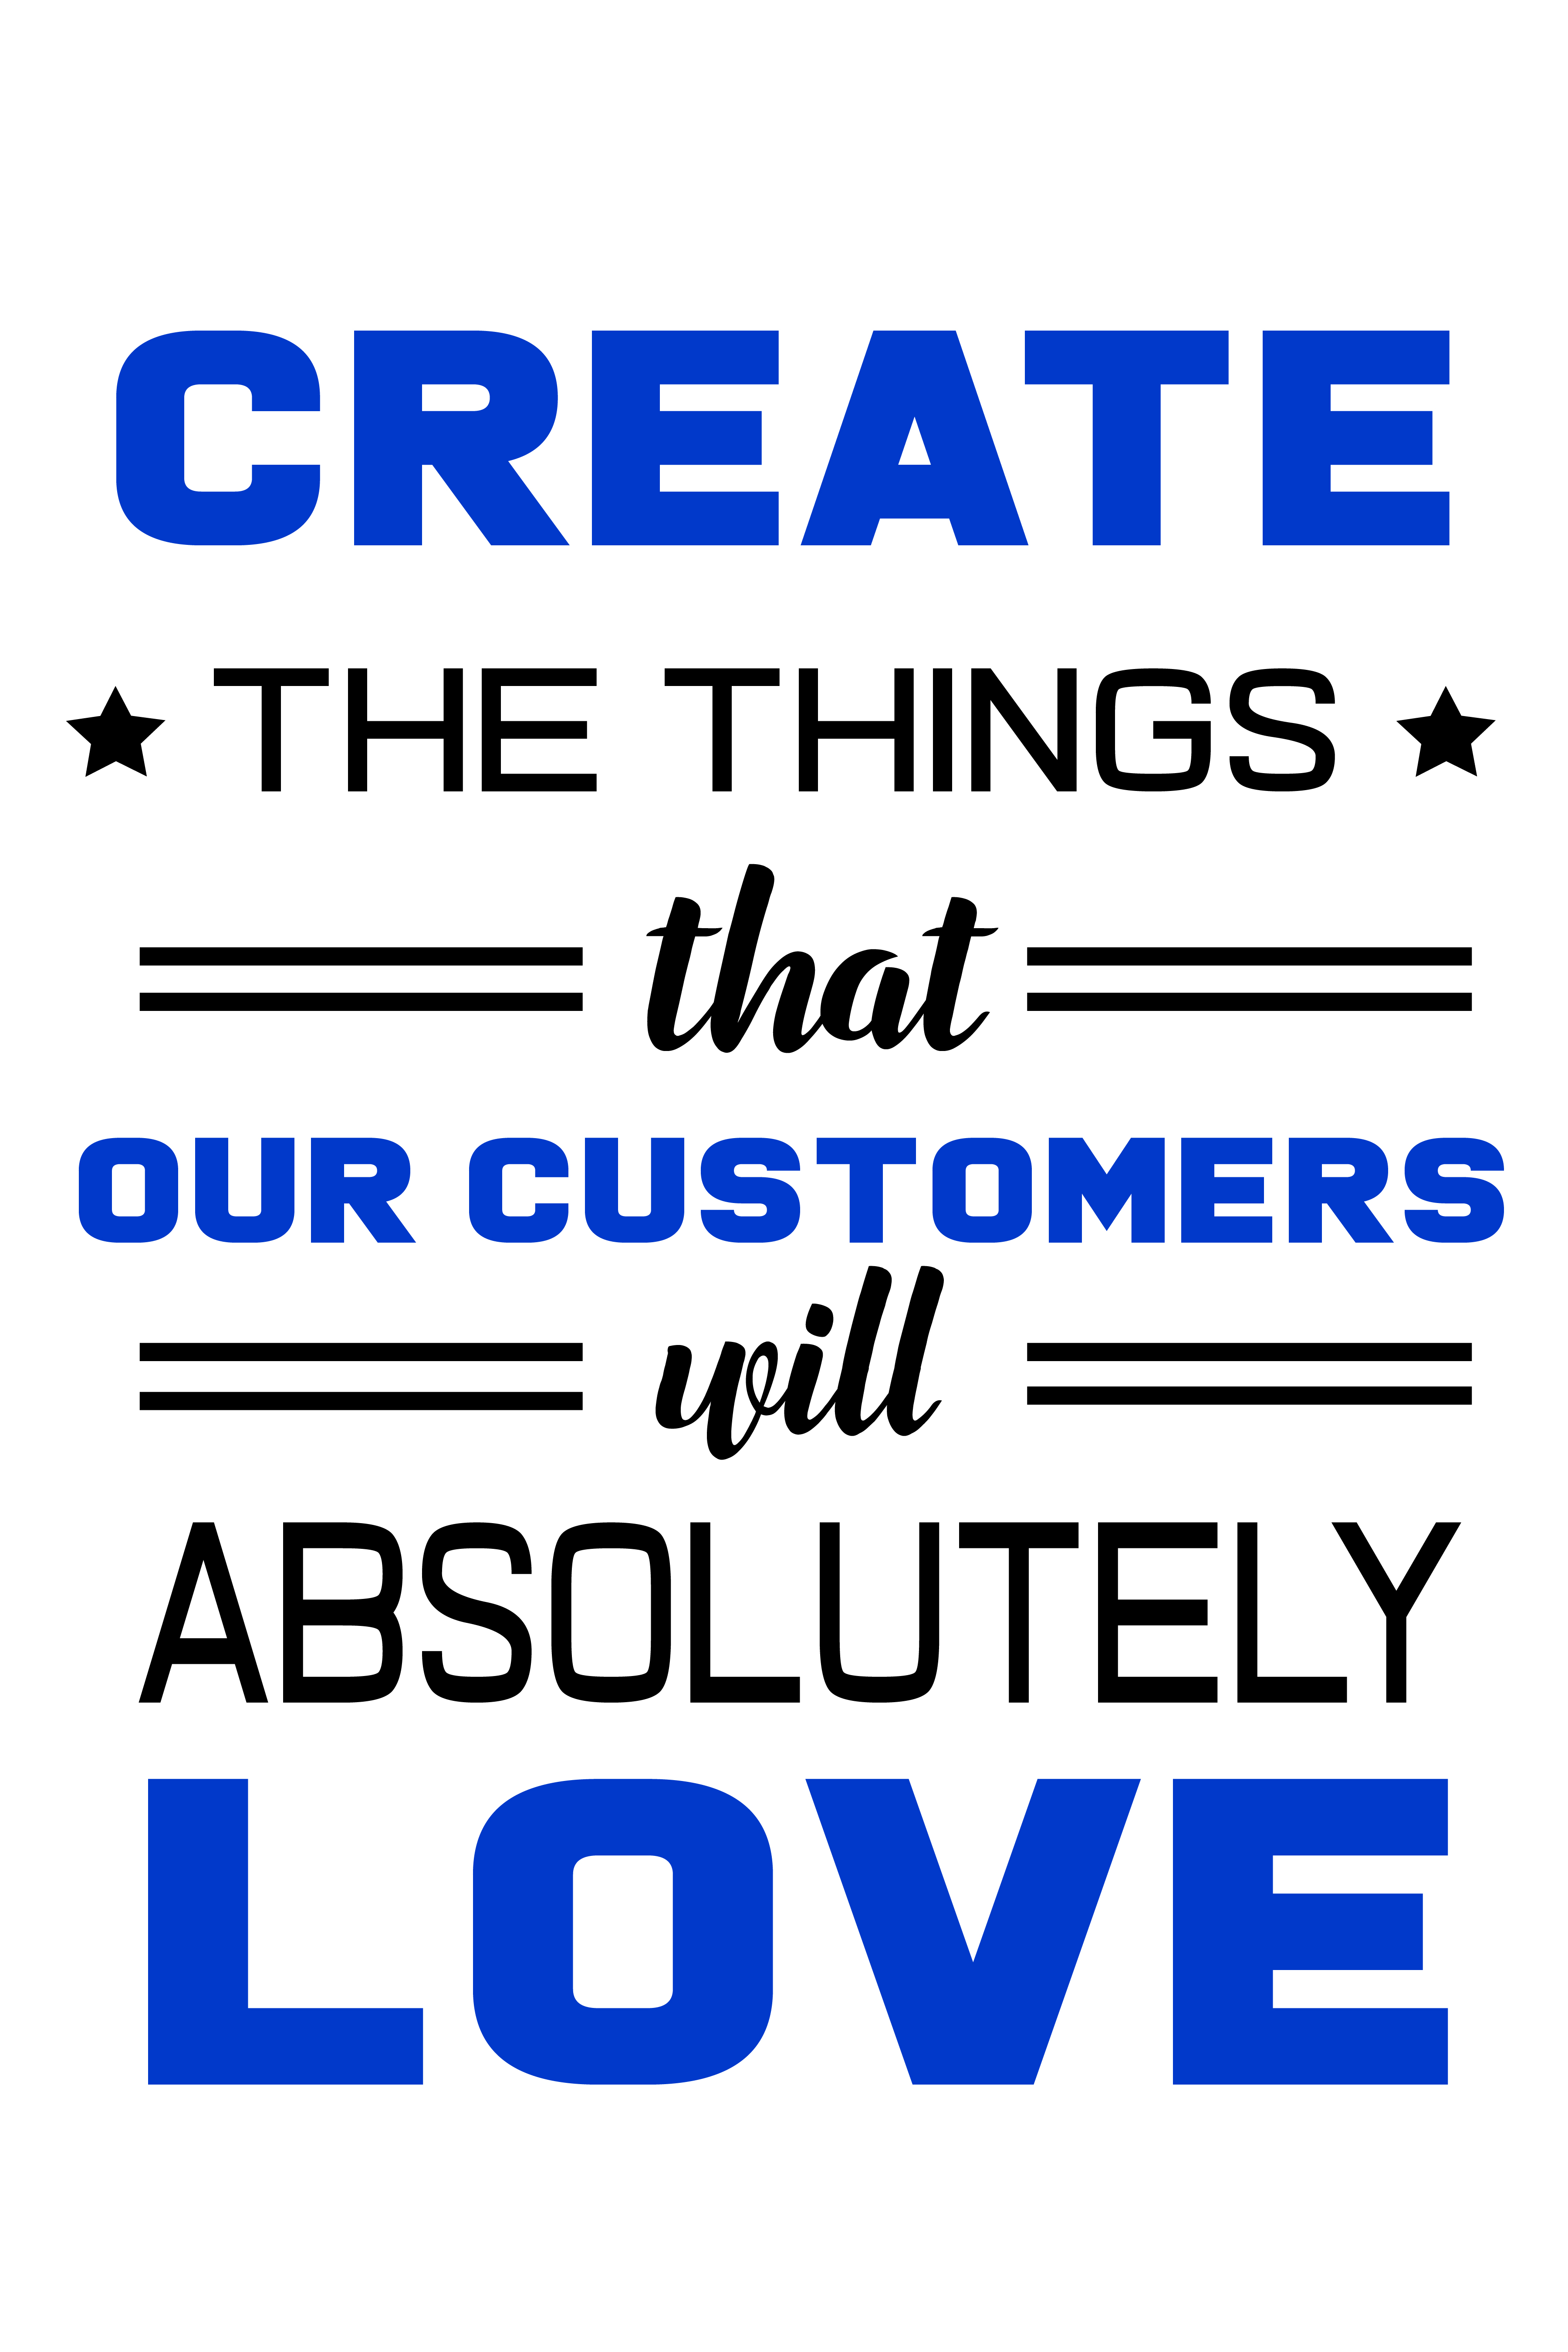 CREATE
THE THINGS
that
OUR CUSTOMERS
will
ABSOLUTELY
LOVE